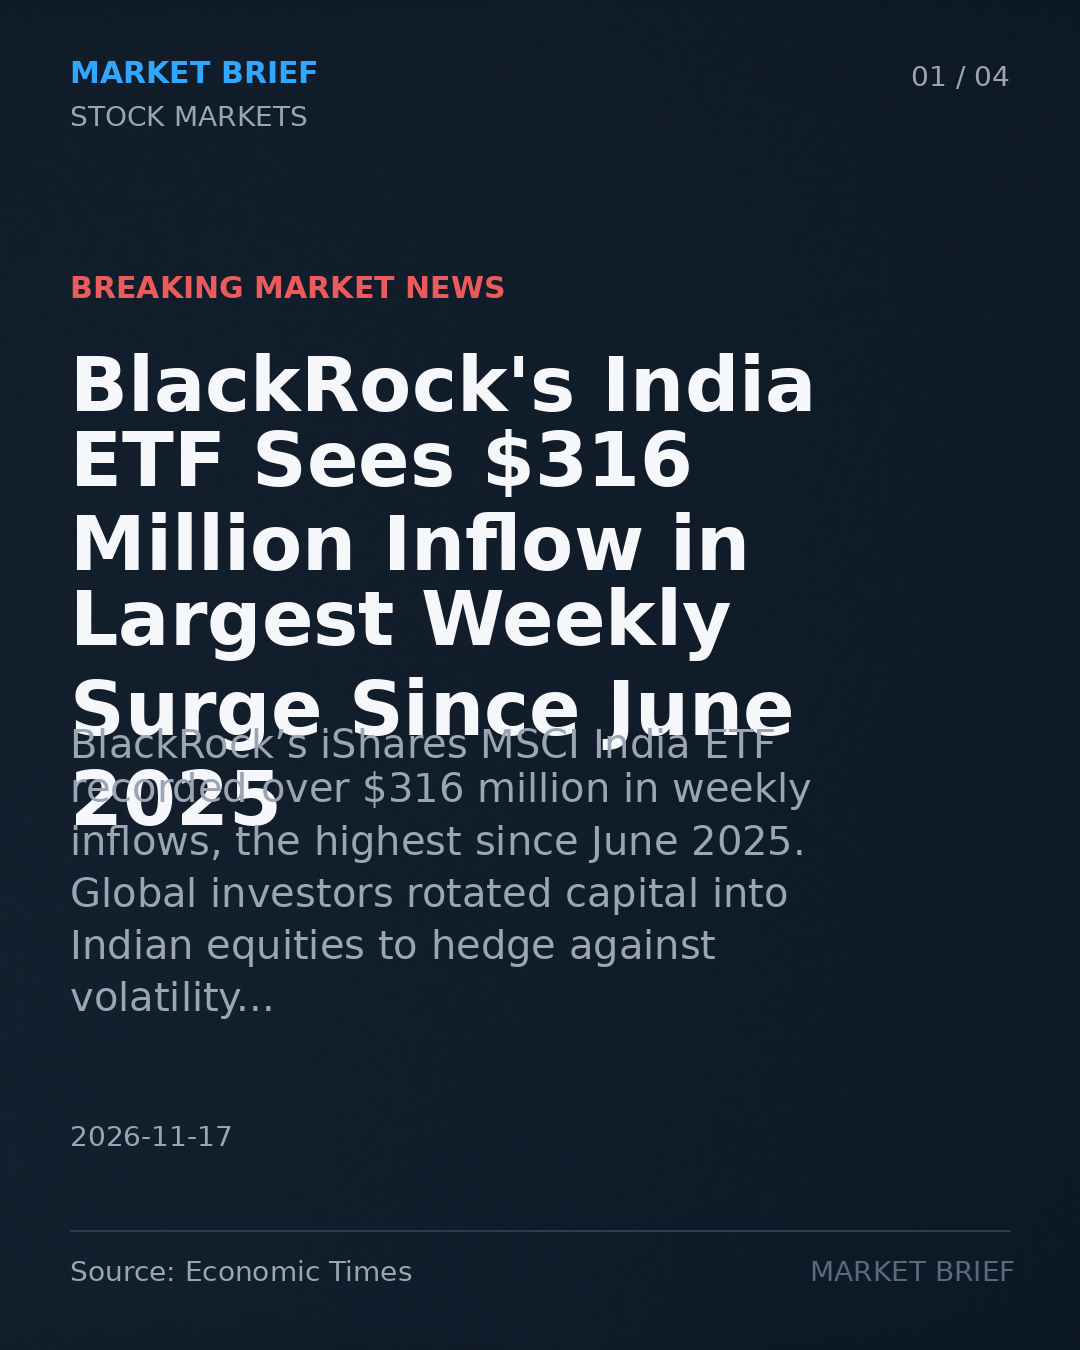 MARKET BRIEF
STOCK MARKETS
01 / 04
BREAKING MARKET NEWS
BlackRock's India
ETF Sees $316
Million Inflow in
Largest Weekly
Surge Since June
2025
BlackRock’s iShares MSCI India ETF
recorded over $316 million in weekly
inflows, the highest since June 2025.
Global investors rotated capital into
Indian equities to hedge against
volatility...
2026-11-17
Source: Economic Times
MARKET BRIEF